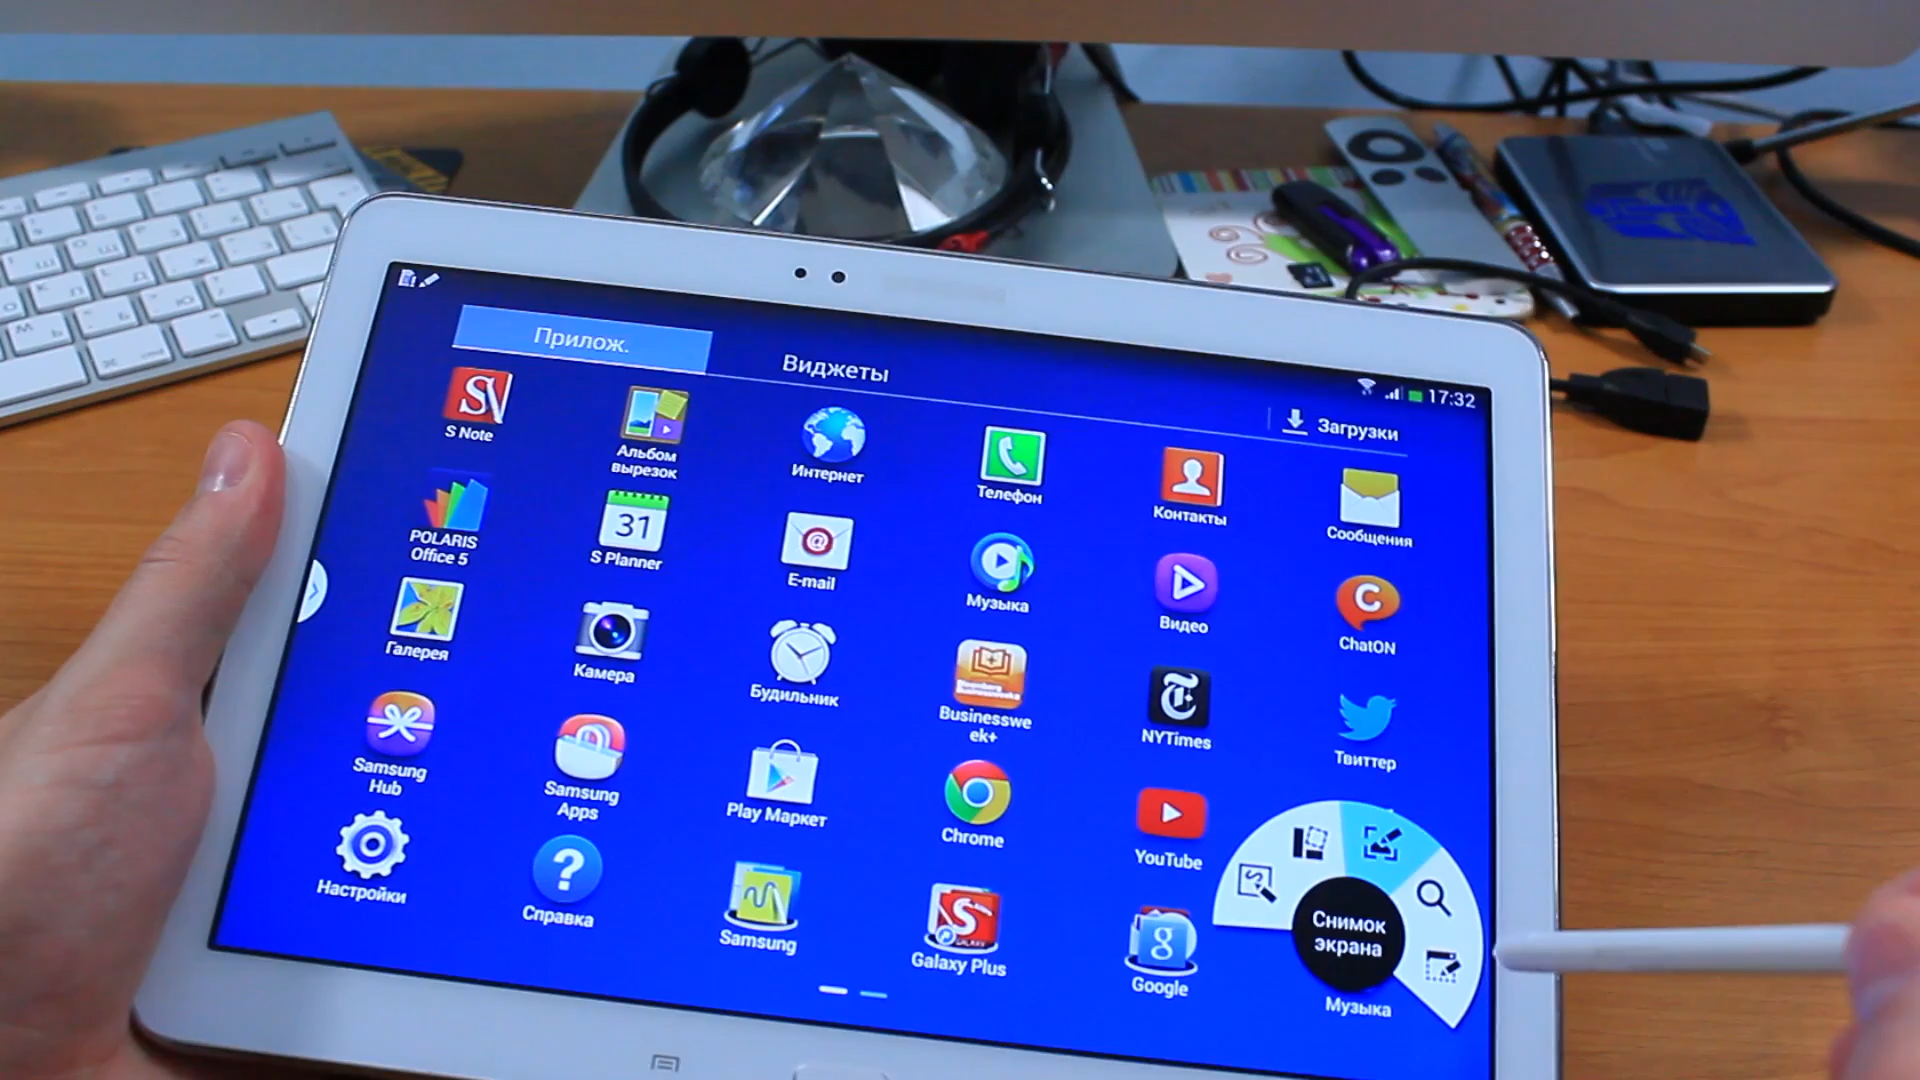 Прилож.
Виджеты
17:32
Загрузки
S Note
Альбом
вырезок
Интернет
Телефон
Контакты
Сообщения
POLARIS
Office 5
31
S Planner
E-mail
Музыка
Видео
ChatON
Галерея
Камера
Будильник
Businesswe
ek+
NYTimes
Твиттер
Samsung
Hub
Samsung
Apps
Play Маркет
Chrome
YouTube
Настройки
Справка
Samsung
Galaxy Plus
Google
Снимок
экрана
Музыка